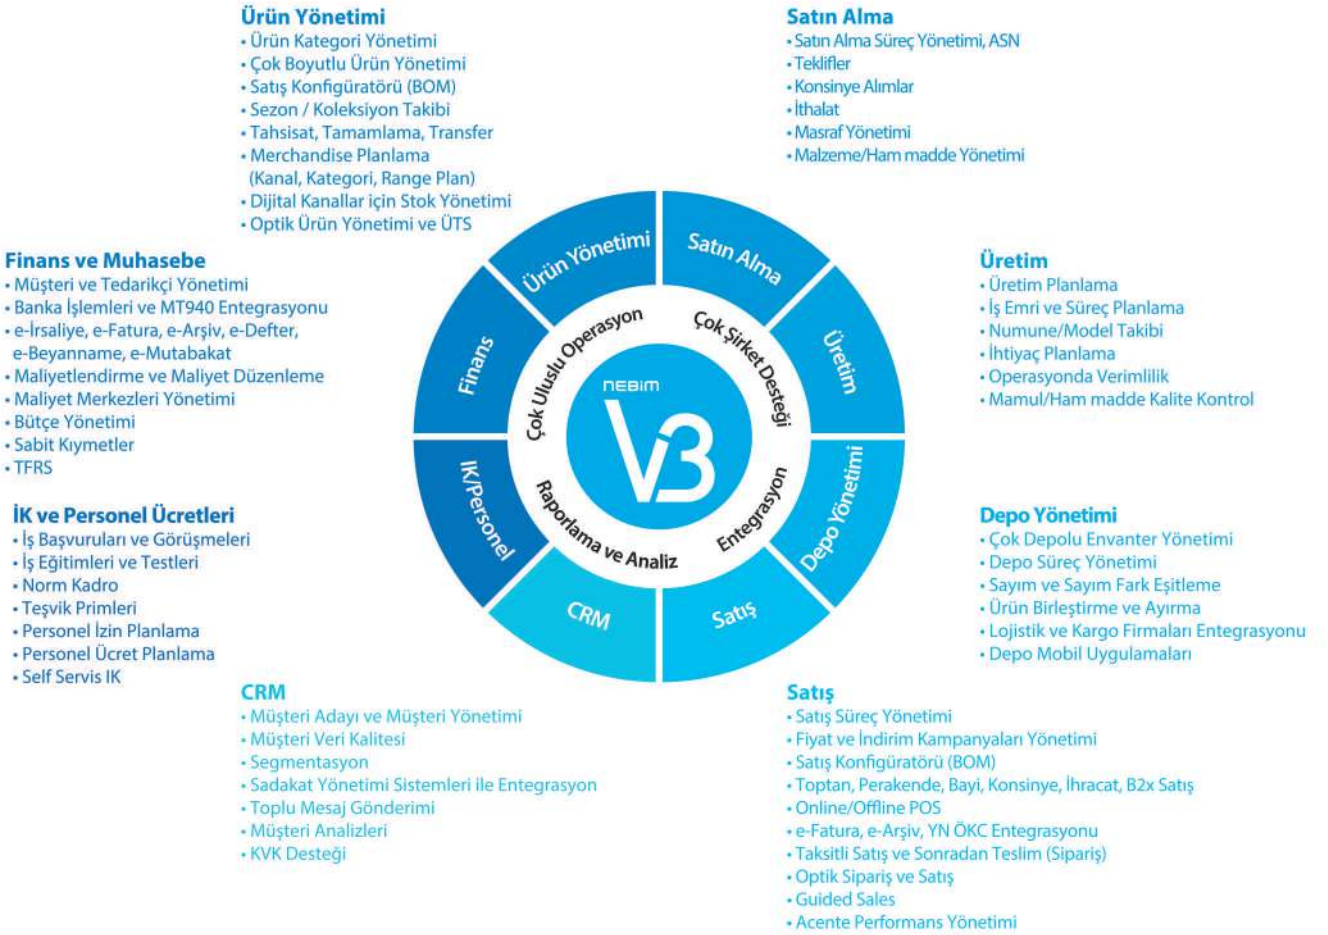 Ürün Yönetimi
• Ürün Kategori Yönetimi
• Çok Boyutlu Ürün Yönetimi
• Satış Konfigüratörü (BOM)
• Sezon / Koleksiyon Takibi
• Tahsisat, Tamamlama, Transfer
• Merchandise Planlama
(Kanal, Kategori, Range Plan)
• Dijital Kanallar için Stok Yönetimi
• Optik Ürün Yönetimi ve ÜTS
Satın Alma
• Satın Alma Süreç Yönetimi, ASN
• Teklifler
• Konsinye Alımlar
• İthalat
• Masraf Yönetimi
• Malzeme/Ham madde Yönetimi
Finans ve Muhasebe
• Müşteri ve Tedarikçi Yönetimi
• Banka İşlemleri ve MT940 Entegrasyonu
• e-İrsaliye, e-Fatura, e-Arşiv, e-Defter,
e-Beyanname, e-Mutabakat
• Maliyetlendirme ve Maliyet Düzenleme
• Maliyet Merkezleri Yönetimi
• Bütçe Yönetimi
• Sabit Kıymetler
• TFRS
Üretim
• Üretim Planlama
• İş Emri ve Süreç Planlama
• Numune/Model Takibi
• İhtiyaç Planlama
• Operasyonda Verimlilik
• Mamul/Ham madde Kalite Kontrol
Ürün Yönetimi
Satın Alma
Üretim
Depo Yönetimi
Satış
CRM
IK/Personel
Finans
Çok Uluslu Operasyon
Çok Şirket Desteği
Entegrasyon
Raporlama ve Analiz
NEBIM
V3
İK ve Personel Ücretleri
• İş Başvuruları ve Görüşmeleri
• İş Eğitimleri ve Testleri
• Norm Kadro
• Teşvik Primleri
• Personel İzin Planlama
• Personel Ücret Planlama
• Self Servis IK
Depo Yönetimi
• Çok Depolu Envanter Yönetimi
• Depo Süreç Yönetimi
• Sayım ve Sayım Fark Eşitleme
• Ürün Birleştirme ve Ayırma
• Lojistik ve Kargo Firmaları Entegrasyonu
• Depo Mobil Uygulamaları
CRM
• Müşteri Adayı ve Müşteri Yönetimi
• Müşteri Veri Kalitesi
• Segmentasyon
• Sadakat Yönetimi Sistemleri ile Entegrasyon
• Toplu Mesaj Gönderimi
• Müşteri Analizleri
• KVK Desteği
Satış
• Satış Süreç Yönetimi
• Fiyat ve İndirim Kampanyaları Yönetimi
• Satış Konfigüratörü (BOM)
• Toptan, Perakende, Bayi, Konsinye, İhracat, B2x Satış
• Online/Offline POS
• e-Fatura, e-Arşiv, YN ÖKC Entegrasyonu
• Taksitli Satış ve Sonradan Teslim (Sipariş)
• Optik Sipariş ve Satış
• Guided Sales
• Acente Performans Yönetimi